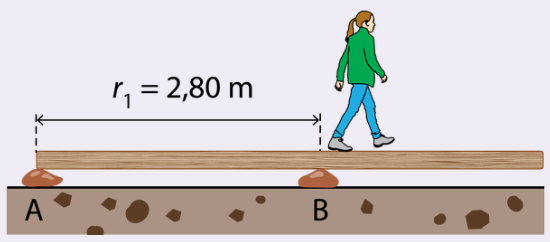 r₁ = 2,80 m
A
B